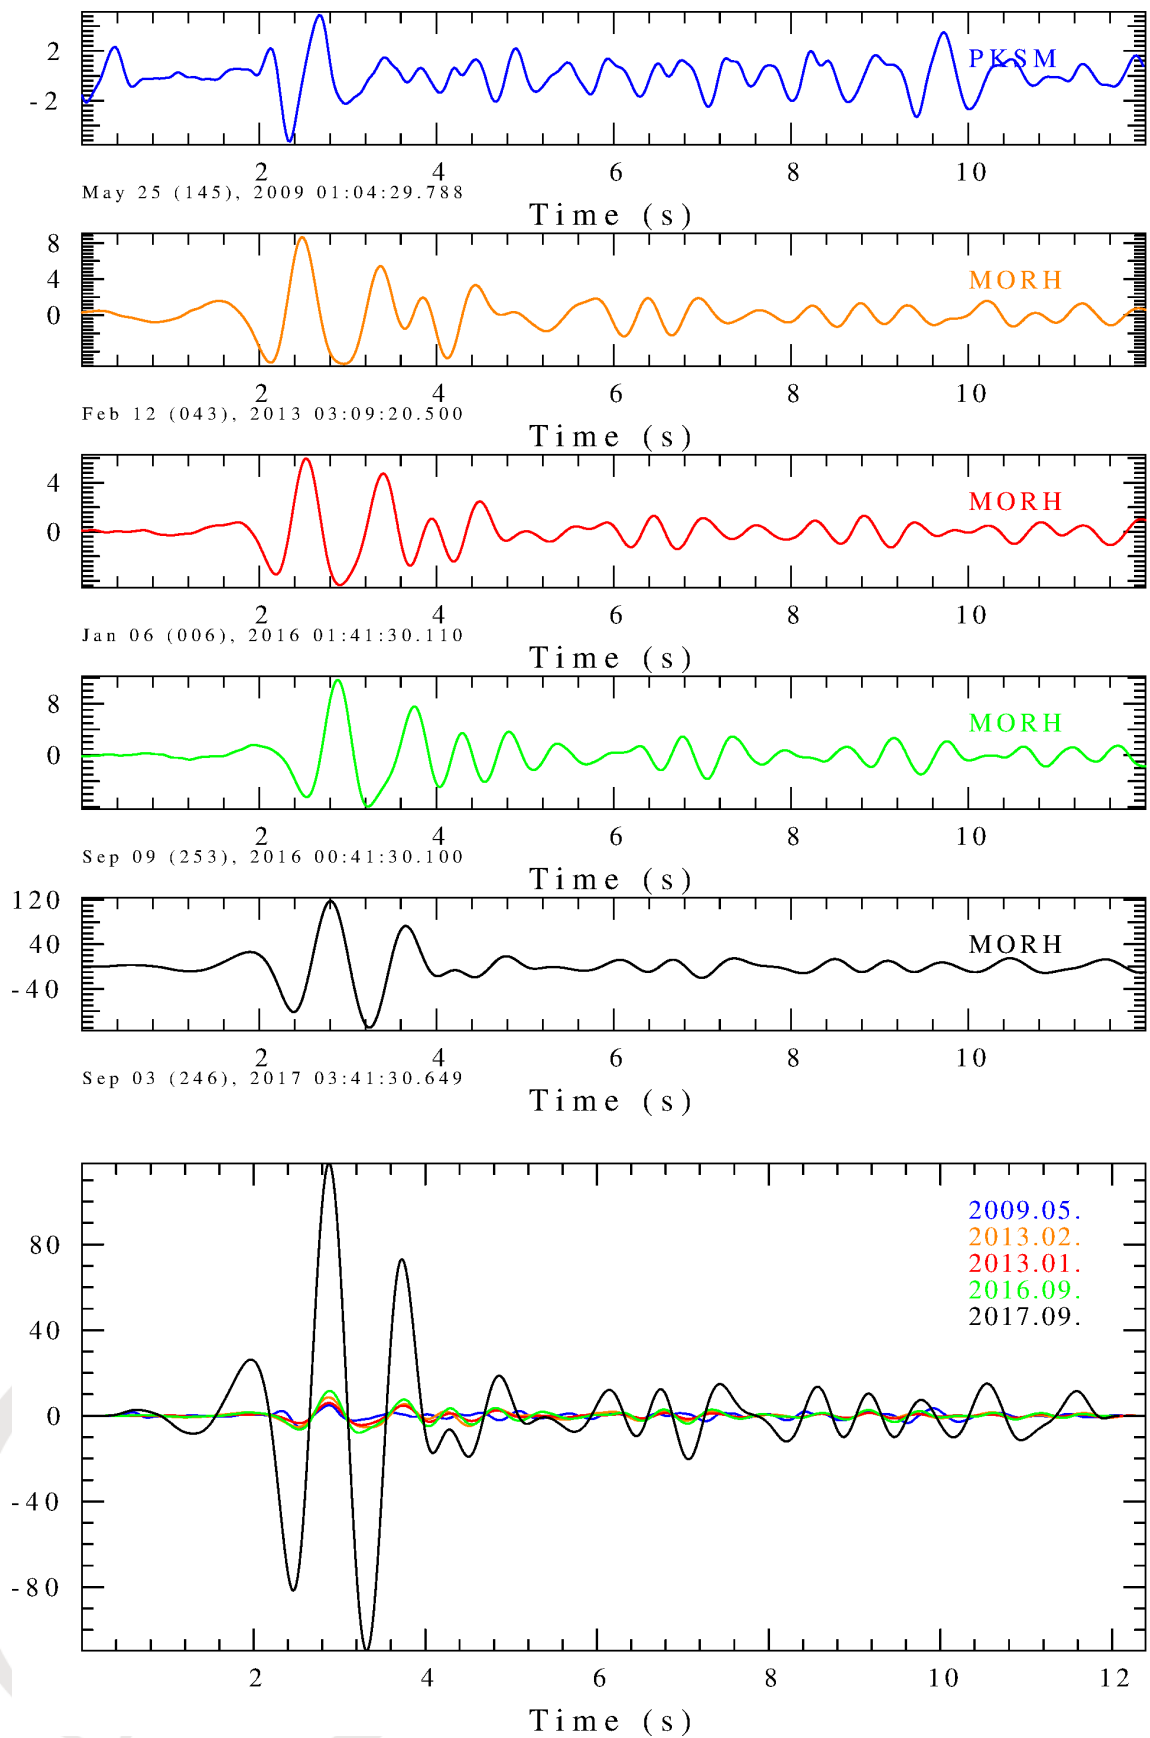 2
PKSM
-2
2 4 6 8 10
May 25 (145), 2009 01:04:29.788
Time (s)
8
4
MORH
0
2 4 6 8 10
Feb 12 (043), 2013 03:09:20.500
Time (s)
4
MORH
0
2 4 6 8 10
Jan 06 (006), 2016 01:41:30.110
Time (s)
8
MORH
0
2 4 6 8 10
Sep 09 (253), 2016 00:41:30.100
Time (s)
120
40
MORH
-40
2 4 6 8 10
Sep 03 (246), 2017 03:41:30.649
Time (s)
2009.05.
80
2013.02.
2013.01.
2016.09.
2017.09.
40
0
-40
-80
2 4 6 8 10 12
Time (s)